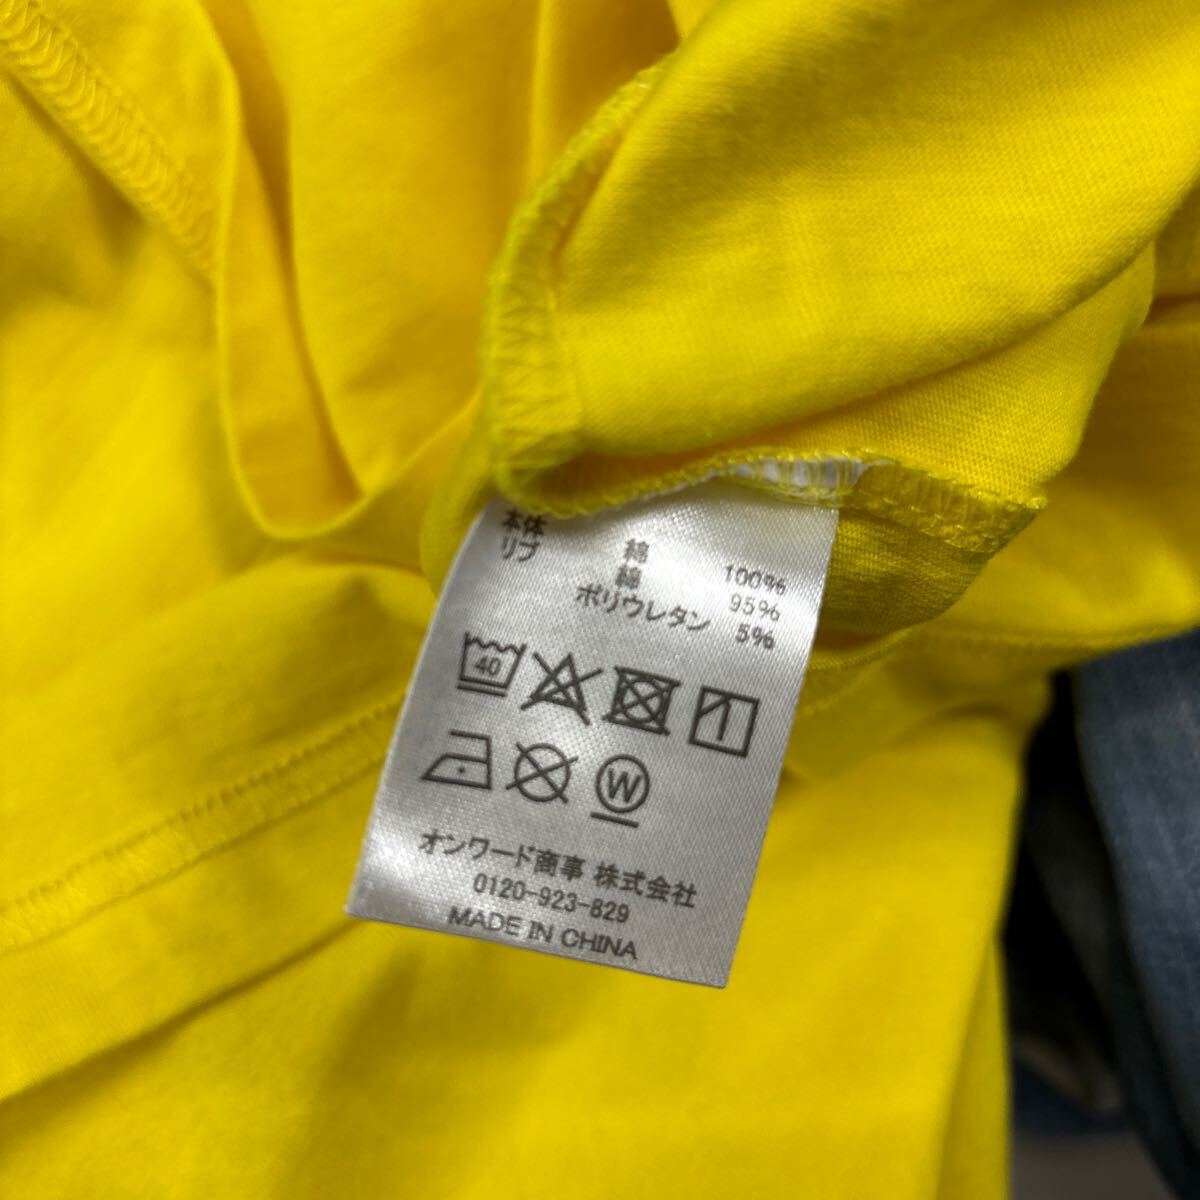 本体 綿 100%
リブ 綿 95%
ポリウレタン 5%
40
W
オンワード商事 株式会社
0120-923-829
MADE IN CHINA